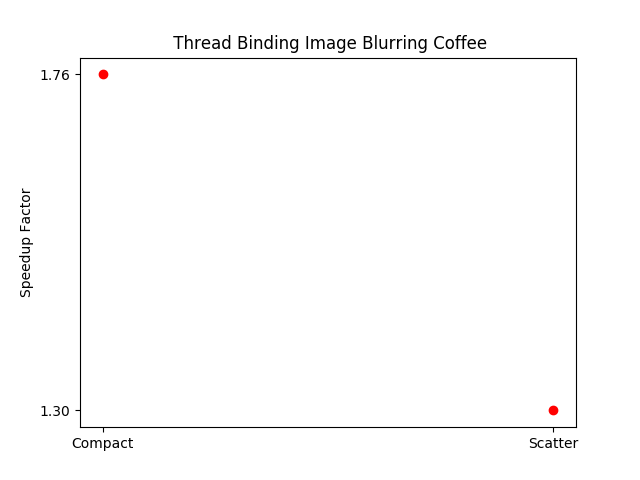 Thread Binding Image Blurring Coffee
1.76
Speedup Factor
1.30
Compact Scatter